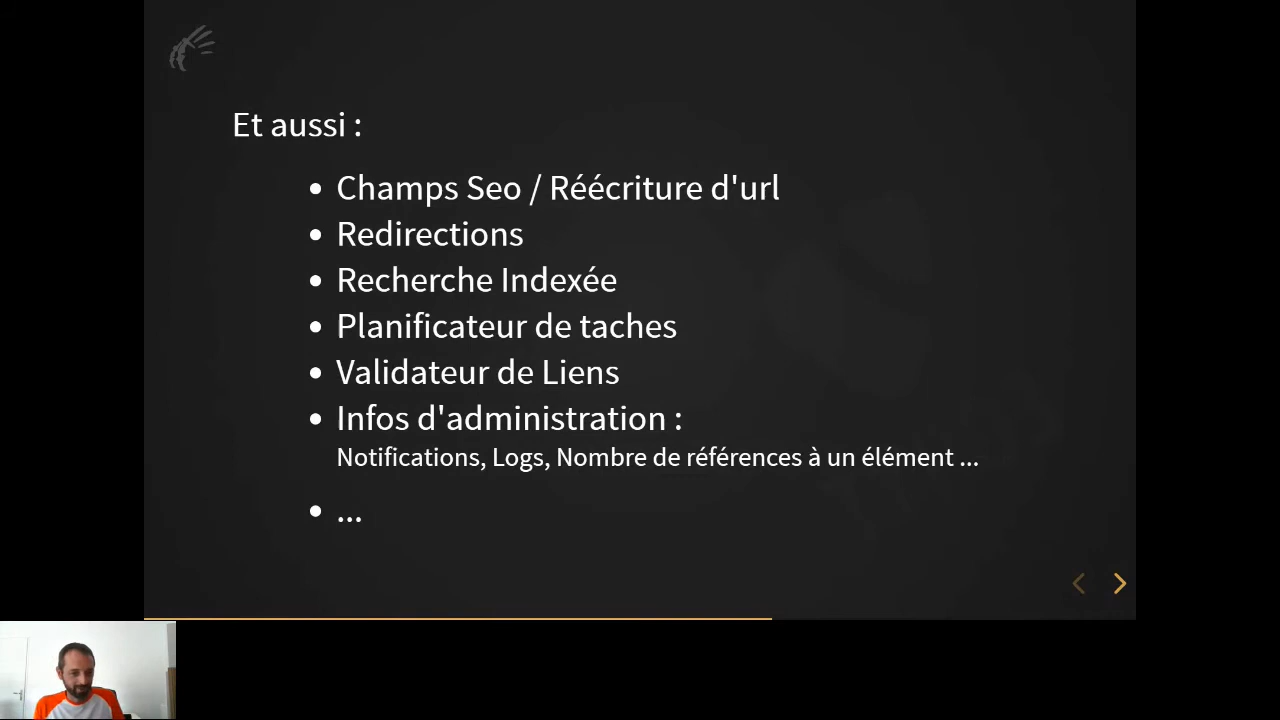 Et aussi :
Champs Seo / Réécriture d'url
Redirections
Recherche Indexée
Planificateur de taches
Validateur de Liens
Infos d'administration :
Notifications, Logs, Nombre de références à un élément ...
...